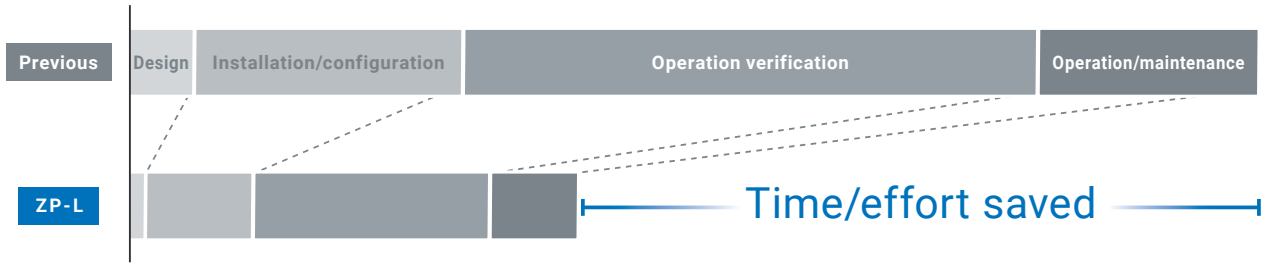 Previous
Design
Installation/configuration
Operation verification
Operation/maintenance
ZP-L
Time/effort saved